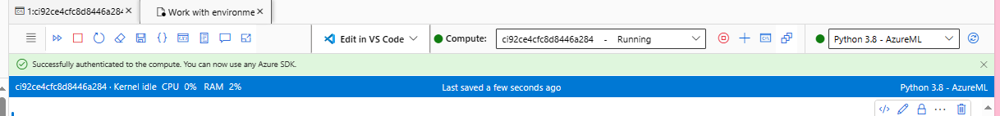 1:ci92ce4cfc8d8446a284
Work with environme
Edit in VS Code
Compute:
ci92ce4cfc8d8446a284 - Running
Python 3.8 - AzureML
Successfully authenticated to the compute. You can now use any Azure SDK.
ci92ce4cfc8d8446a284 · Kernel idle CPU 0% RAM 2%
Last saved a few seconds ago
Python 3.8 - AzureML